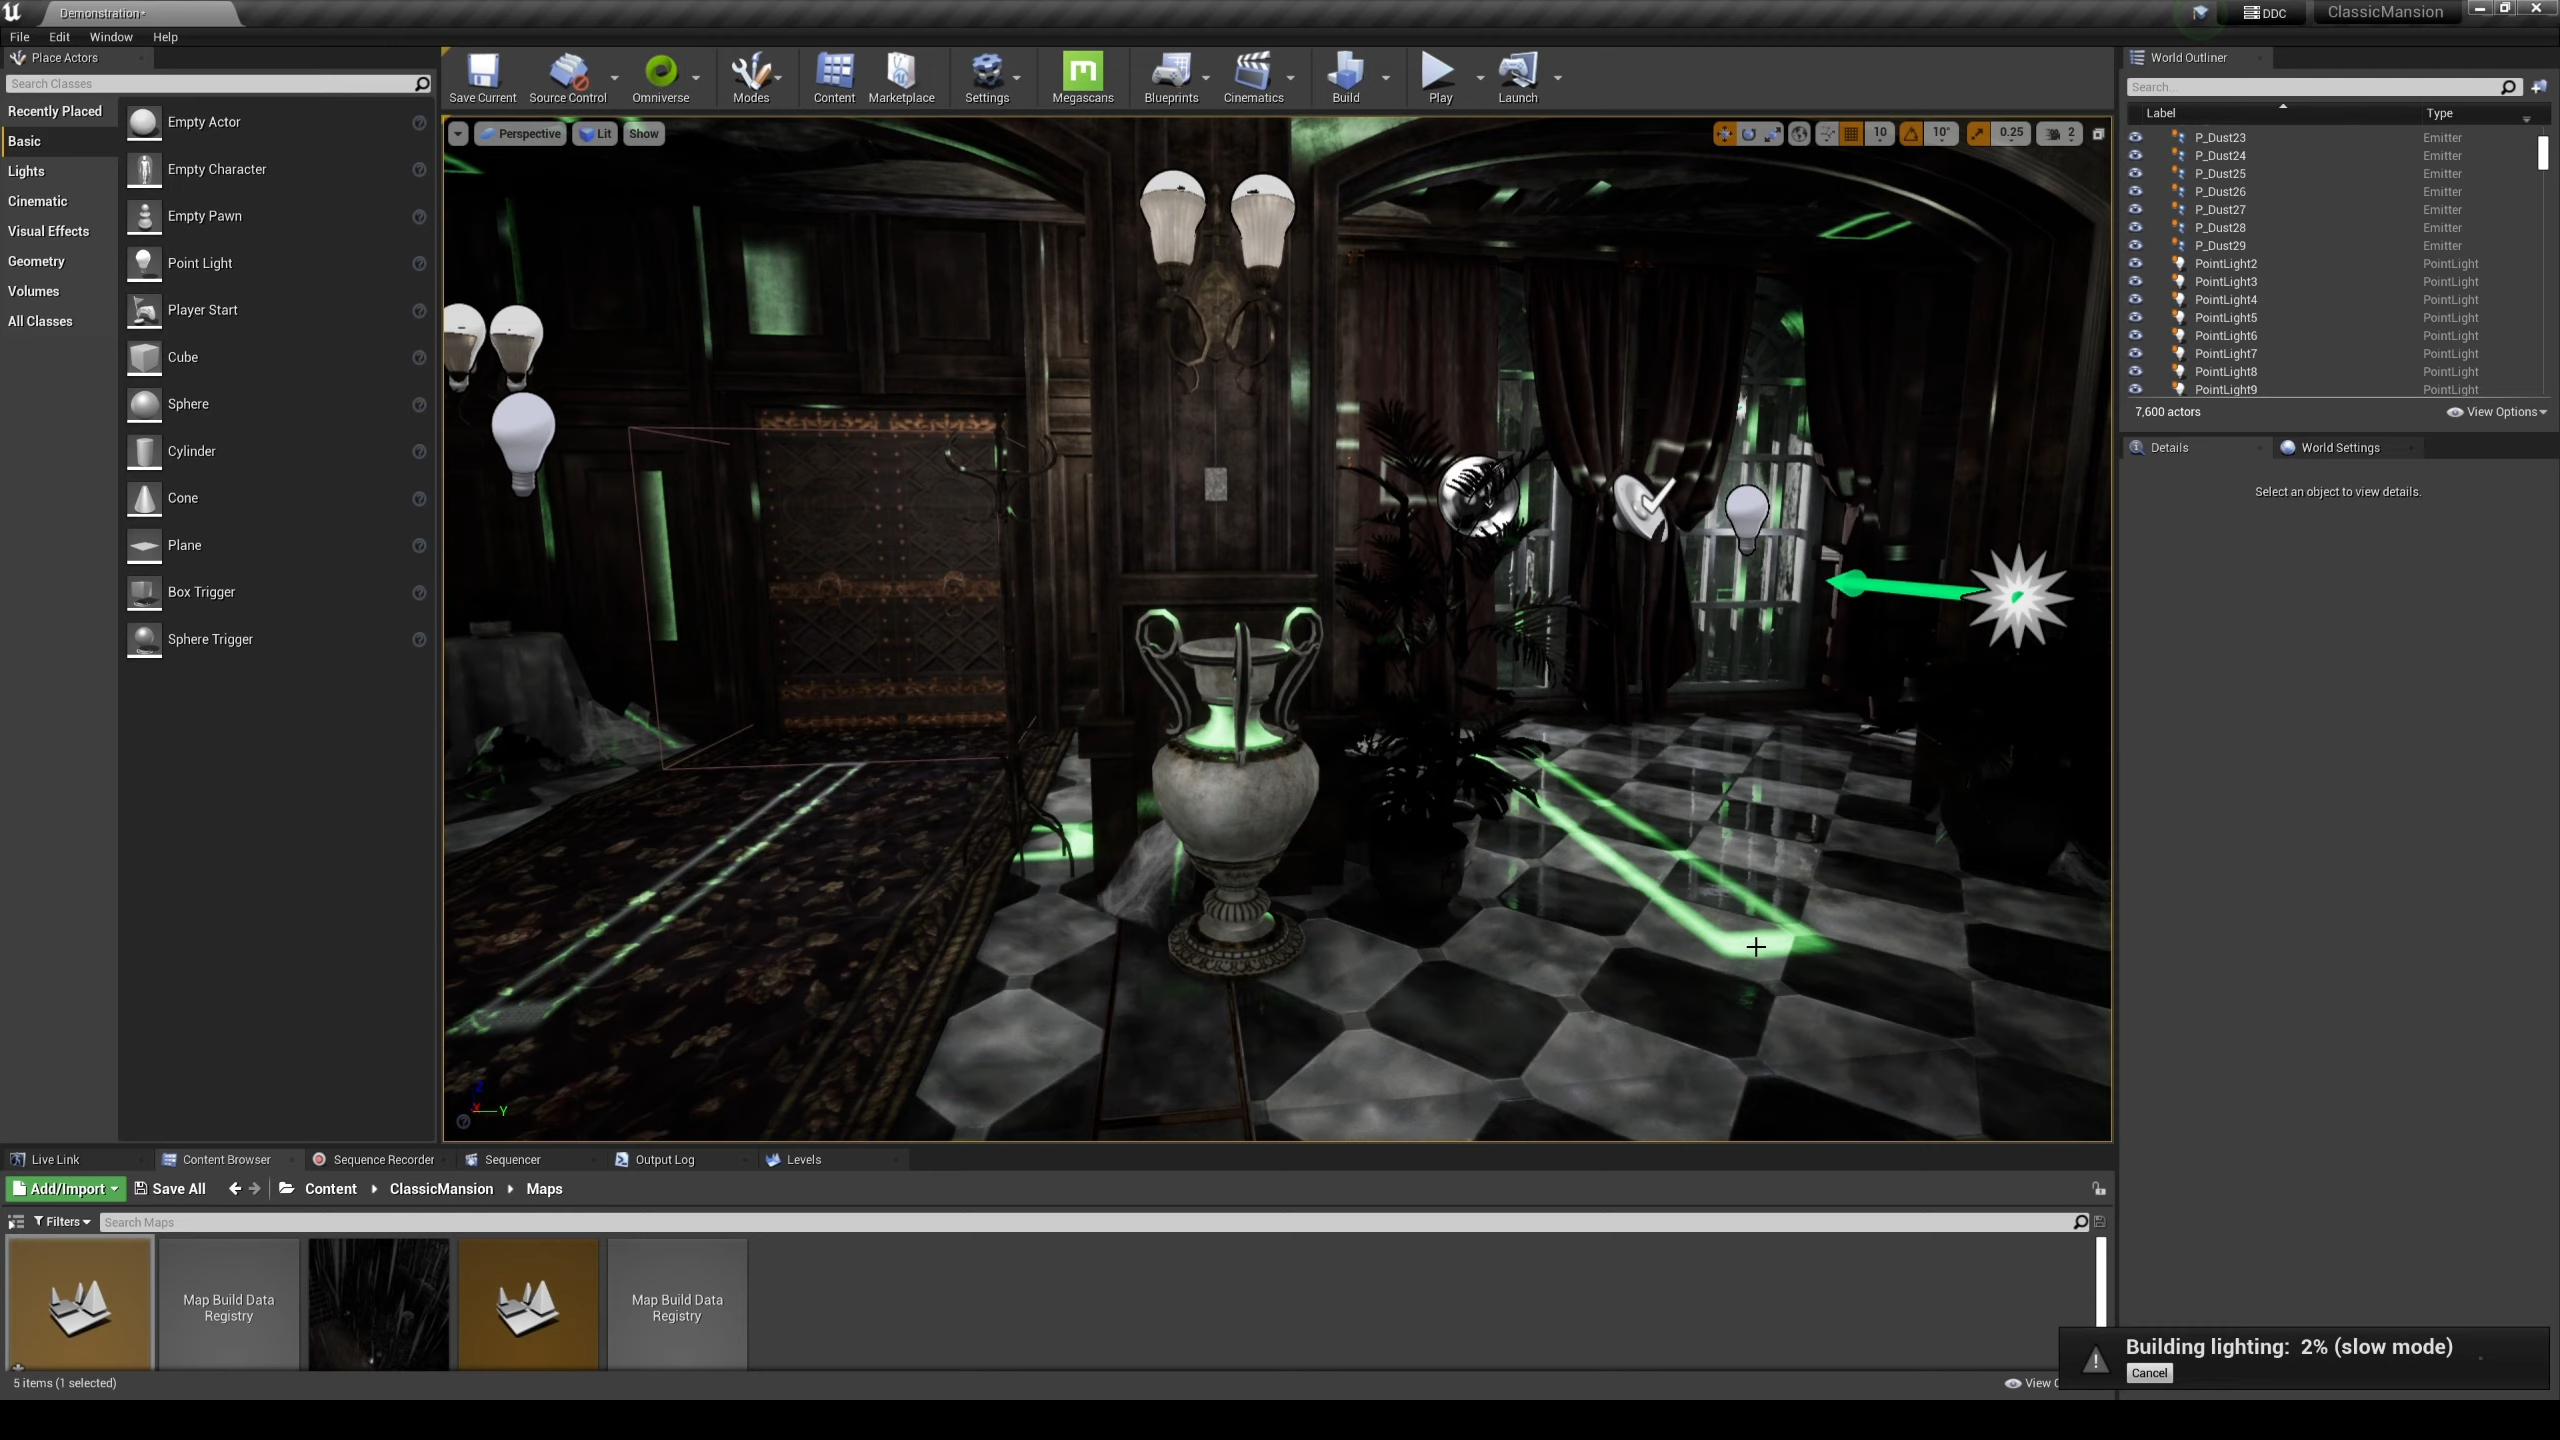 Demonstration*
DDC
ClassicMansion
File
Edit
Window
Help
Place Actors
Search Classes
Recently Placed
Basic
Lights
Cinematic
Visual Effects
Geometry
Volumes
All Classes
Empty Actor
Empty Character
Empty Pawn
Point Light
Player Start
Cube
Sphere
Cylinder
Cone
Plane
Box Trigger
Sphere Trigger
Save Current
Source Control
Omniverse
Modes
Content
Marketplace
Settings
Megascans
Blueprints
Cinematics
Build
Play
Launch
Perspective
Lit
Show
10
10°
0.25
2
Z
X
Y
World Outliner
Search...
Label
Type
P_Dust23
Emitter
P_Dust24
Emitter
P_Dust25
Emitter
P_Dust26
Emitter
P_Dust27
Emitter
P_Dust28
Emitter
P_Dust29
Emitter
PointLight2
PointLight
PointLight3
PointLight
PointLight4
PointLight
PointLight5
PointLight
PointLight6
PointLight
PointLight7
PointLight
PointLight8
PointLight
PointLight9
PointLight
7,600 actors
View Options
Details
World Settings
Select an object to view details.
Live Link
Content Browser
Sequence Recorder
Sequencer
Output Log
Levels
Add/Import
Save All
Content
ClassicMansion
Maps
Filters
Search Maps
Map Build Data
Registry
Map Build Data
Registry
5 items (1 selected)
View
Building lighting: 2% (slow mode)
Cancel